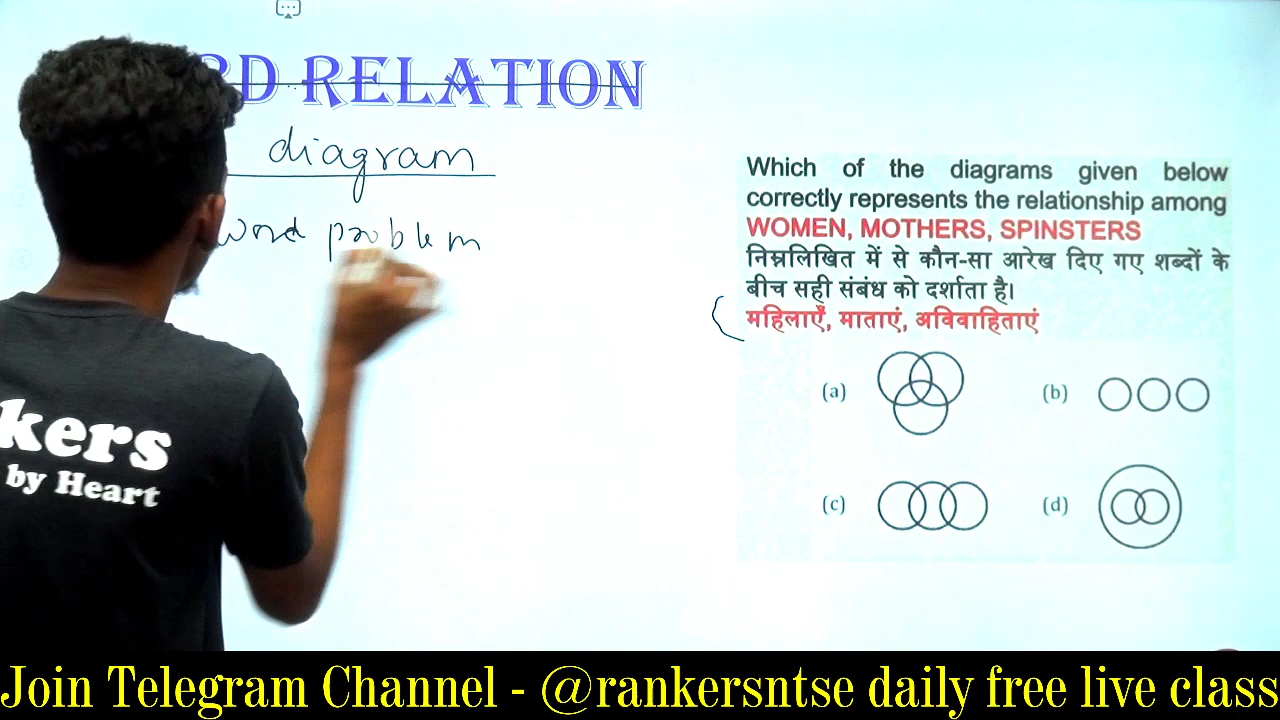 RD RELATION
diagram
word problem
Which of the diagrams given below
correctly represents the relationship among
WOMEN, MOTHERS, SPINSTERS
निम्नलिखित में से कौन-सा आरेख दिए गए शब्दों के
बीच सही संबंध को दर्शाता है।
महिलाएँ, माताएं, अविवाहिताएं
(a) (b)
(c) (d)
kers
by Heart
Join Telegram Channel - @rankersntse daily free live class